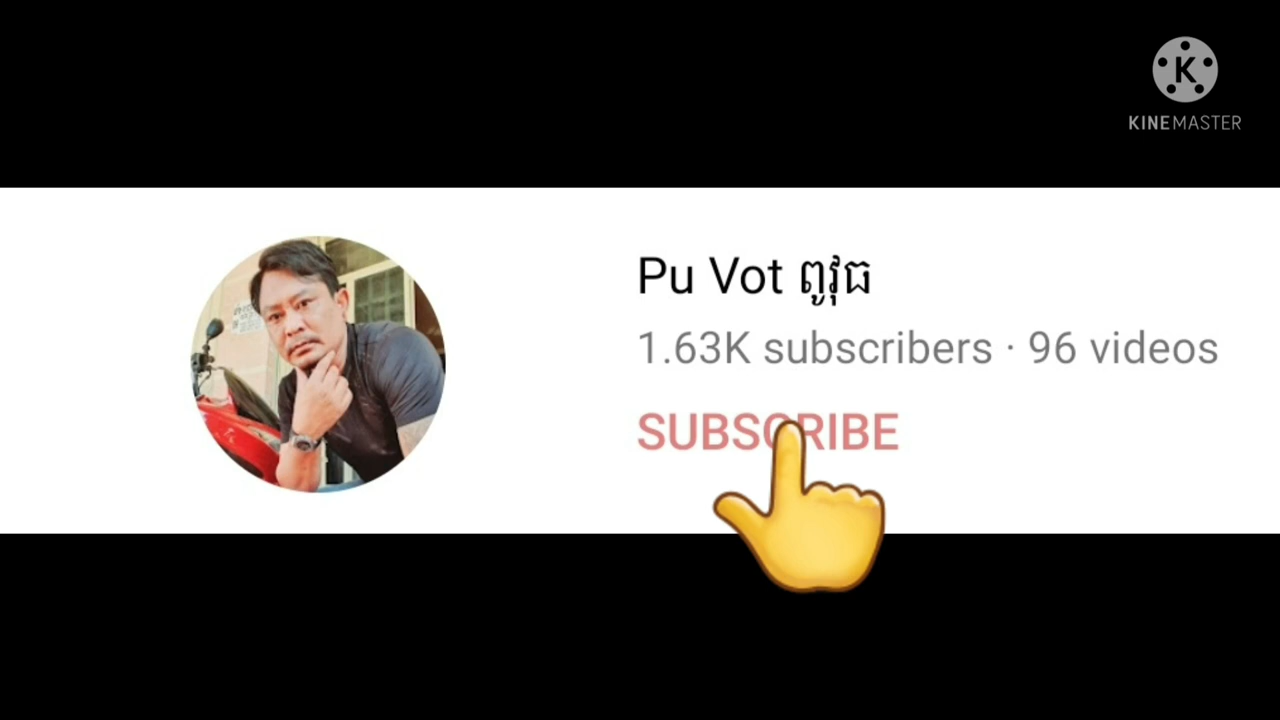 K
KINEMASTER
Pu Vot ពូវុធ
1.63K subscribers · 96 videos
SUBSCRIBE